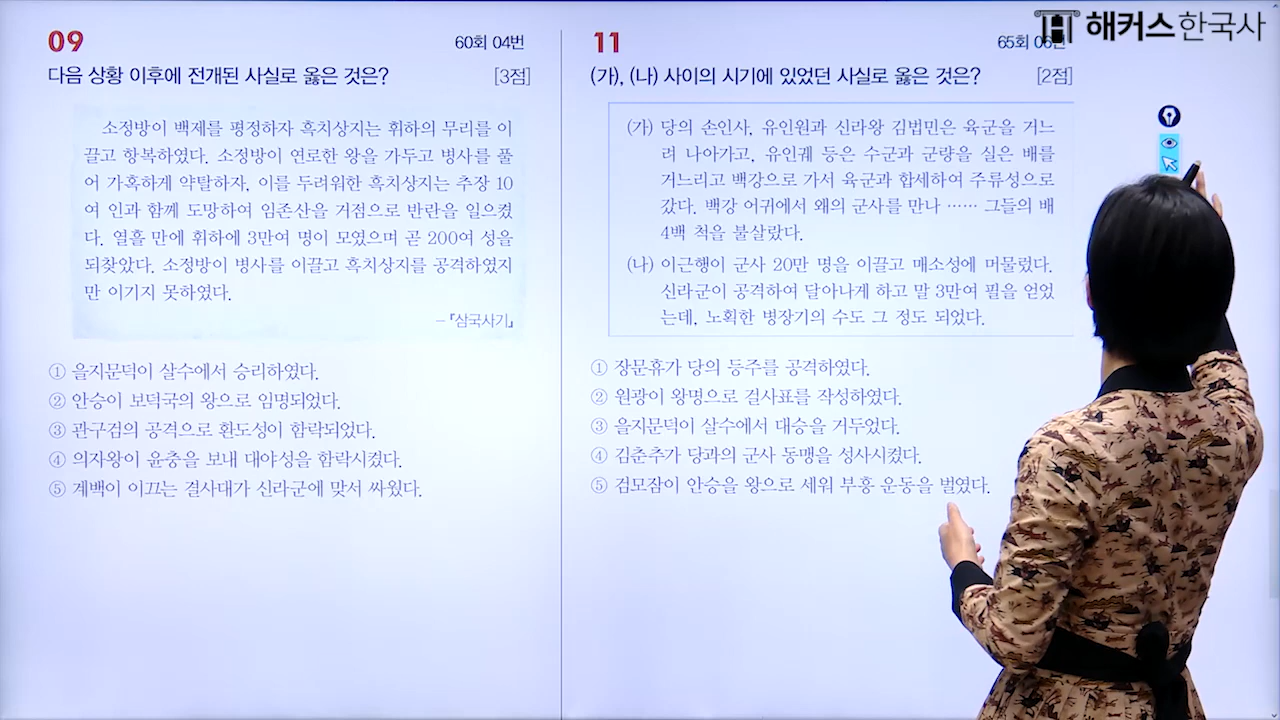 해커스한국사
09
60회 04번
다음 상황 이후에 전개된 사실로 옳은 것은? [3점]
소정방이 백제를 평정하자 흑치상지는 휘하의 무리를 이
끌고 항복하였다. 소정방이 연로한 왕을 가두고 병사를 풀
어 가혹하게 약탈하자, 이를 두려워한 흑치상지는 추장 10
여 인과 함께 도망하여 임존산을 거점으로 반란을 일으켰
다. 열흘 만에 휘하에 3만여 명이 모였으며 곧 200여 성을
되찾았다. 소정방이 병사를 이끌고 흑치상지를 공격하였지
만 이기지 못하였다.
- 『삼국사기』
① 을지문덕이 살수에서 승리하였다.
② 안승이 보덕국의 왕으로 임명되었다.
③ 관구검의 공격으로 환도성이 함락되었다.
④ 의자왕이 윤충을 보내 대야성을 함락시켰다.
⑤ 계백이 이끄는 결사대가 신라군에 맞서 싸웠다.
11
65회 06번
(가), (나) 사이의 시기에 있었던 사실로 옳은 것은? [2점]
(가) 당의 손인사, 유인원과 신라왕 김법민은 육군을 거느
려 나아가고, 유인궤 등은 수군과 군량을 실은 배를
거느리고 백강으로 가서 육군과 합세하여 주류성으로
갔다. 백강 어귀에서 왜의 군사를 만나 …… 그들의 배
4백 척을 불살랐다.
(나) 이근행이 군사 20만 명을 이끌고 매소성에 머물렀다.
신라군이 공격하여 달아나게 하고 말 3만여 필을 얻었
는데, 노획한 병장기의 수도 그 정도 되었다.
① 장문휴가 당의 등주를 공격하였다.
② 원광이 왕명으로 걸사표를 작성하였다.
③ 을지문덕이 살수에서 대승을 거두었다.
④ 김춘추가 당과의 군사 동맹을 성사시켰다.
⑤ 검모잠이 안승을 왕으로 세워 부흥 운동을 벌였다.